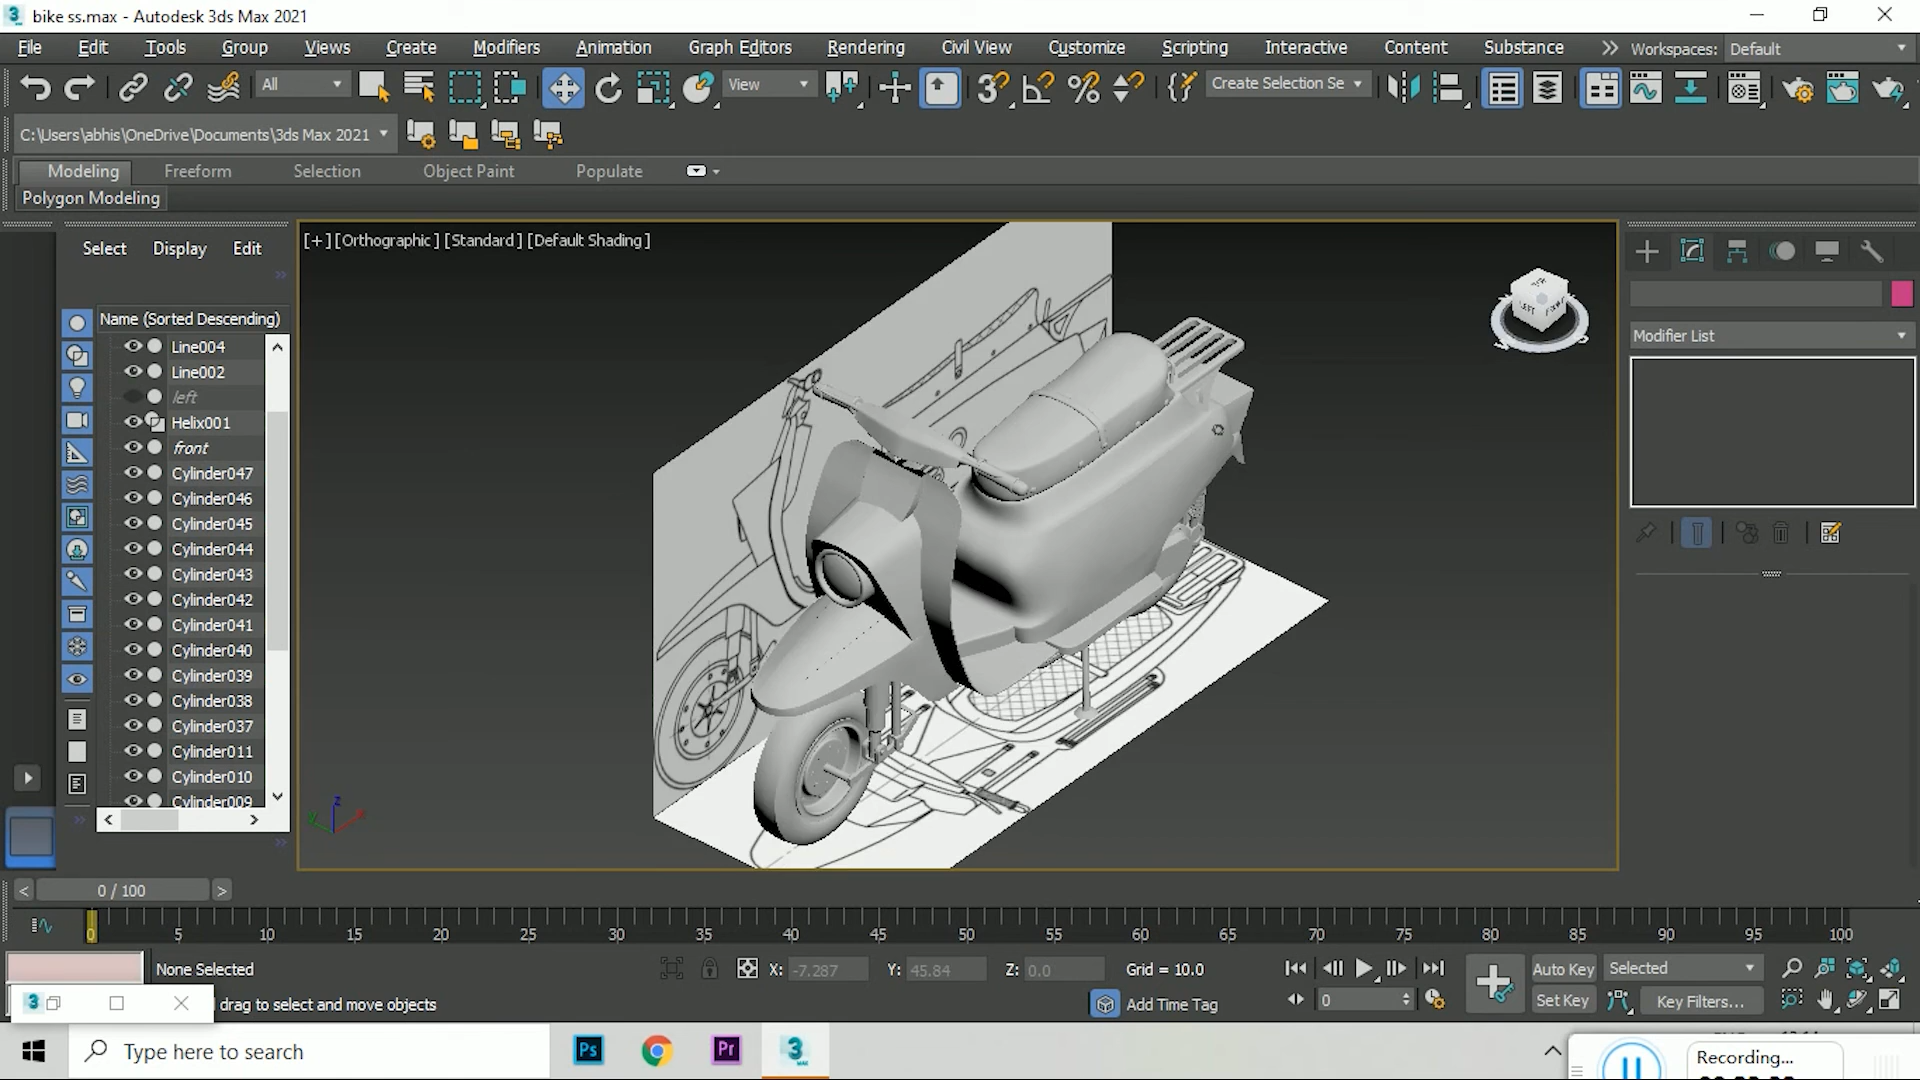 bike ss.max - Autodesk 3ds Max 2021
File Edit Tools Group Views Create Modifiers Animation Graph Editors Rendering Civil View Customize Scripting Interactive Content Substance Workspaces: Default
All View Create Selection Se
C:\Users\abhis\OneDrive\Documents\3ds Max 2021
Modeling Freeform Selection Object Paint Populate
Polygon Modeling
Select Display Edit
[+] [Orthographic] [Standard] [Default Shading]
Name (Sorted Descending)
Modifier List
Line004
Line002
left
Helix001
front
Cylinder047
Cylinder046
Cylinder045
Cylinder044
Cylinder043
Cylinder042
Cylinder041
Cylinder040
Cylinder039
Cylinder038
Cylinder037
Cylinder011
Cylinder010
Cylinder009
0 / 100
0 5 10 15 20 25 30 35 40 45 50 55 60 65 70 75 80 85 90 95 100
None Selected X: -7.287 Y: 45.84 Z: 0.0 Grid = 10.0 Auto Key Selected
drag to select and move objects Add Time Tag 0 Set Key Key Filters...
Type here to search Ps Pr 3 Recording...